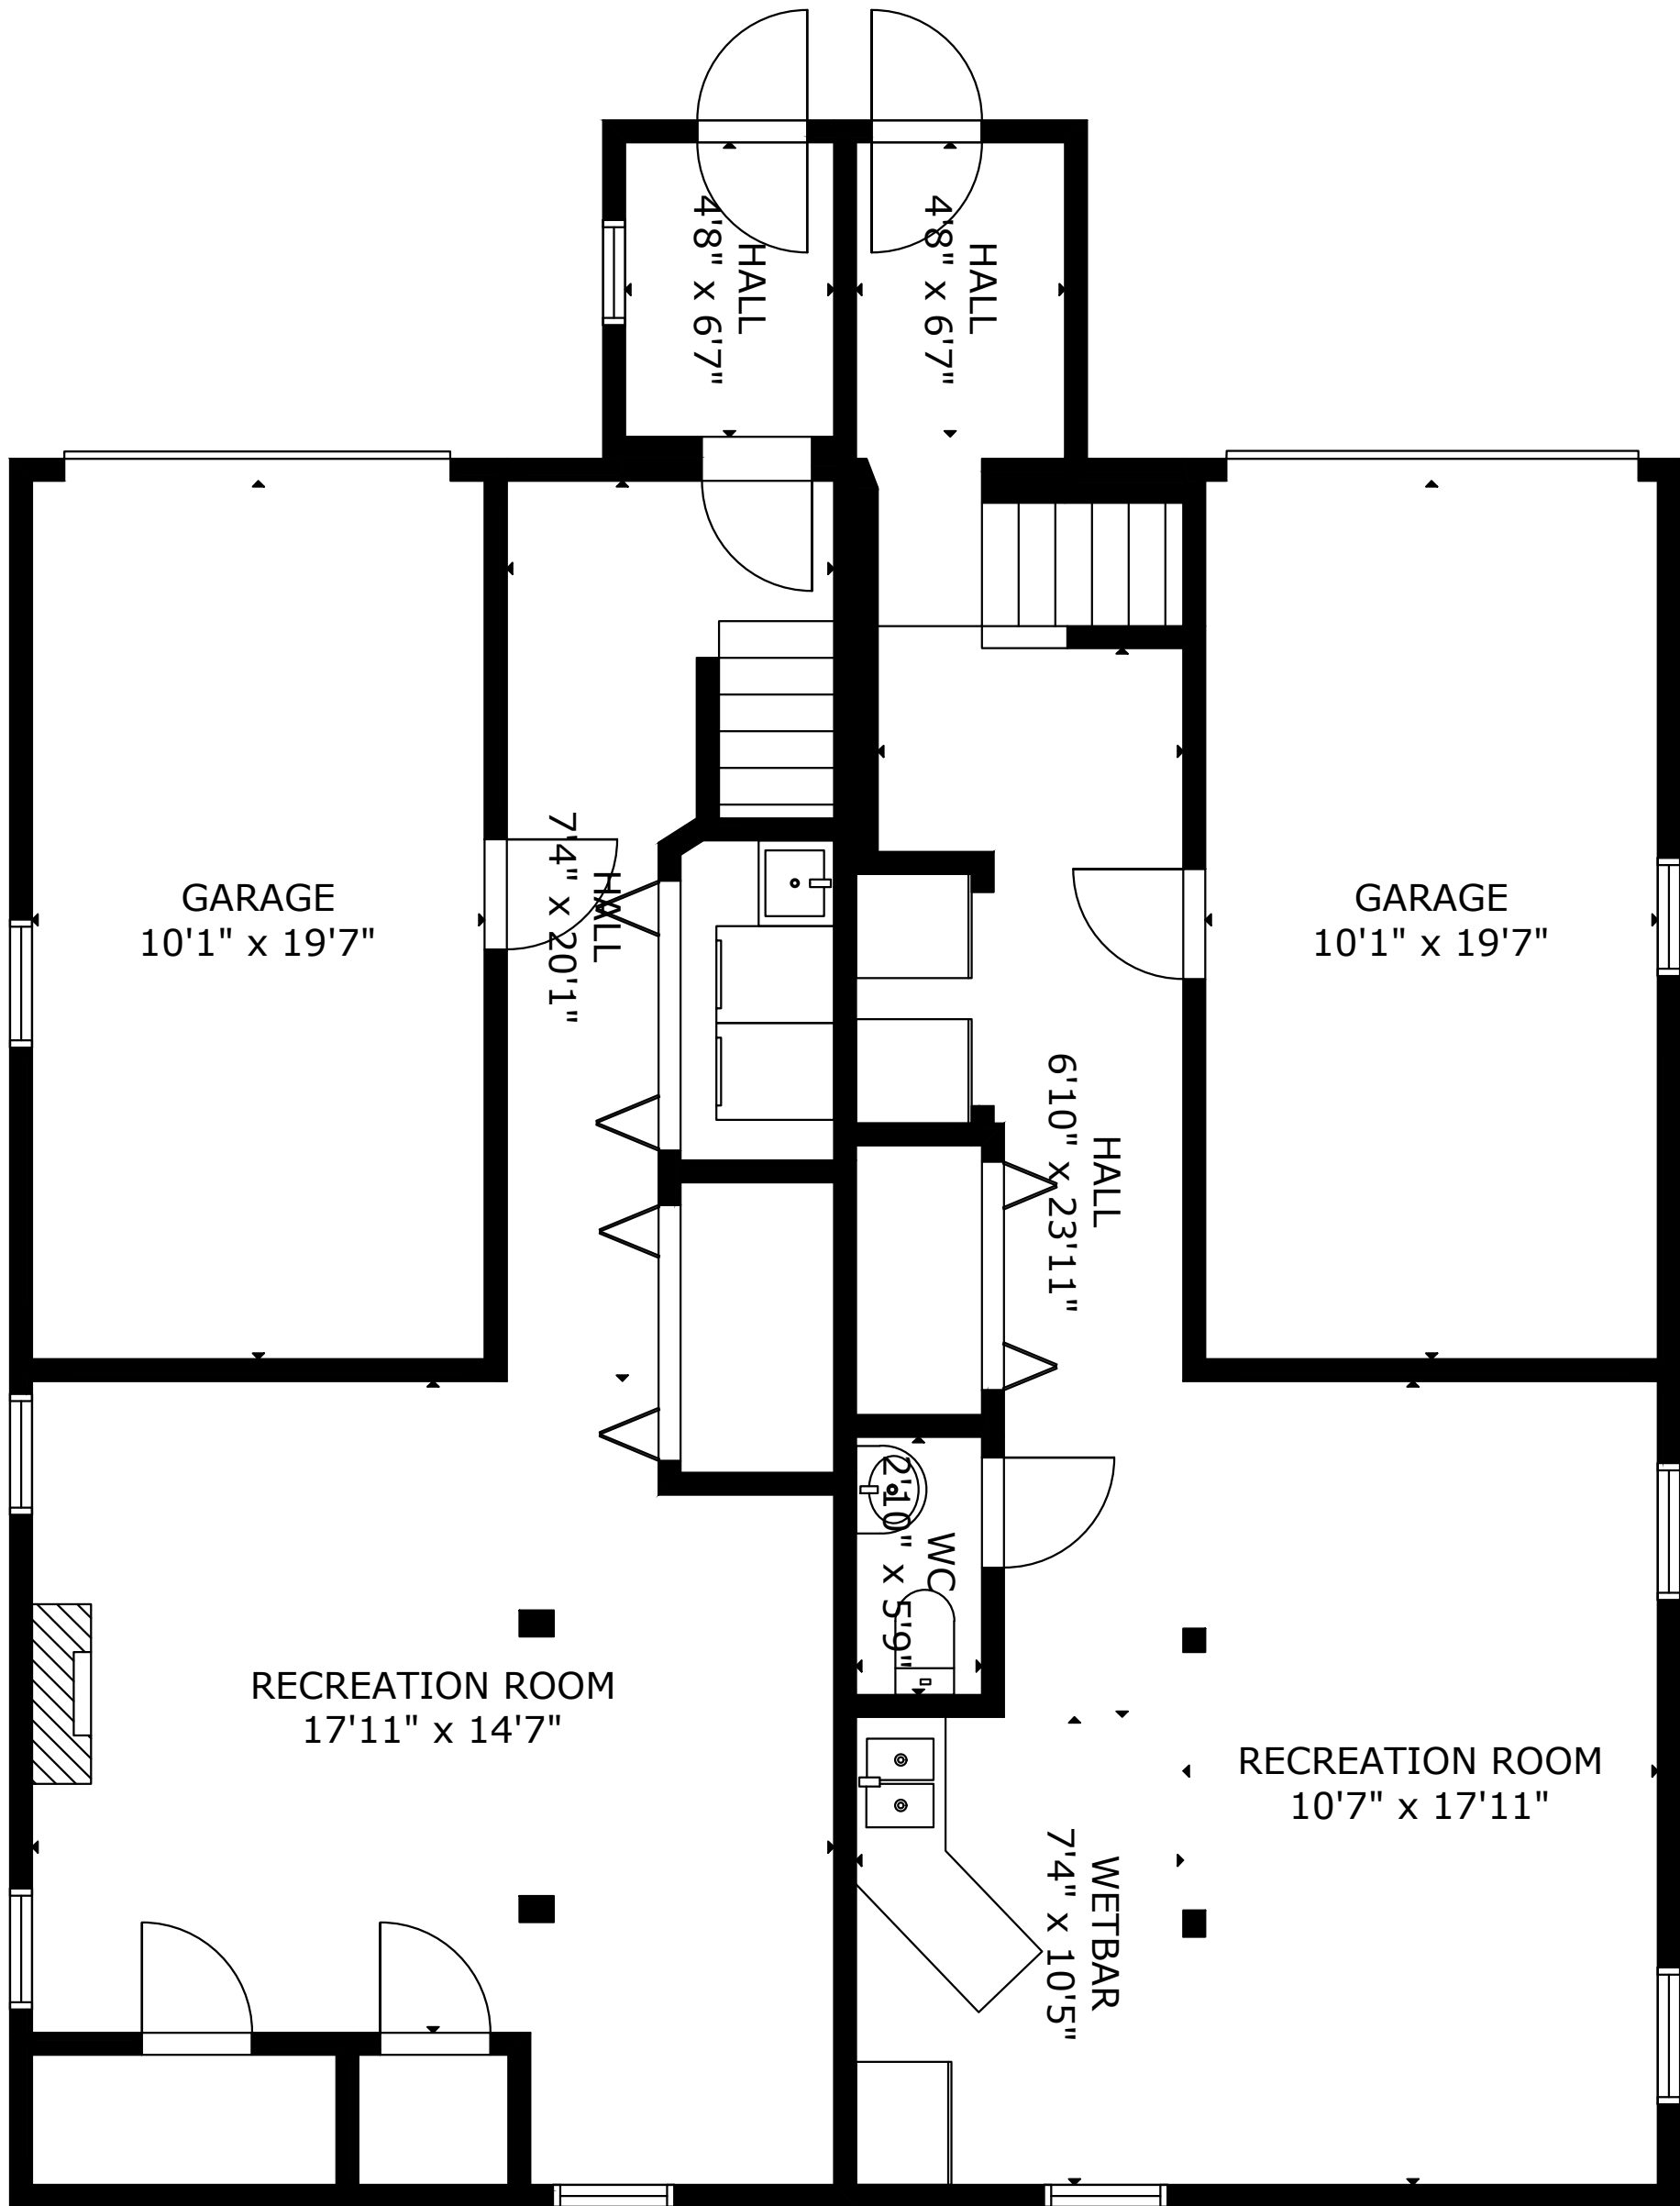 HALL
4'8" x 6'7"
HALL
4'8" x 6'7"
GARAGE
10'1" x 19'7"
HALL
7'4" x 20'1"
GARAGE
10'1" x 19'7"
HALL
6'10" x 23'11"
WC
2'10" x 5'9"
RECREATION ROOM
17'11" x 14'7"
RECREATION ROOM
10'7" x 17'11"
WETBAR
7'4" x 10'5"